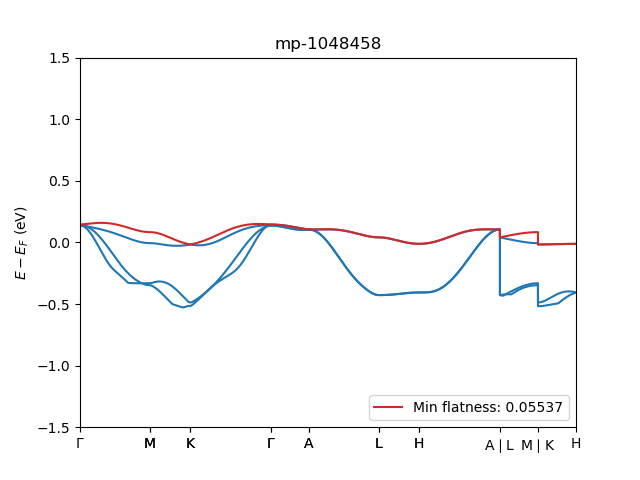 mp-1048458
E − E_F (eV)
1.5
1.0
0.5
0.0
−0.5
−1.0
−1.5
Min flatness: 0.05537
Γ M K Γ A L H A | L M | K H